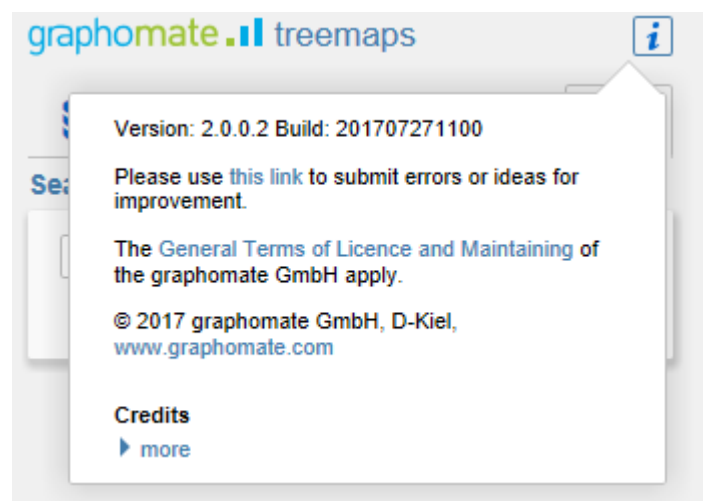 graphomate treemaps
Version: 2.0.0.2 Build: 201707271100
Sea
Please use this link to submit errors or ideas for
improvement.
The General Terms of Licence and Maintaining of
the graphomate GmbH apply.
© 2017 graphomate GmbH, D-Kiel,
www.graphomate.com
Credits
more